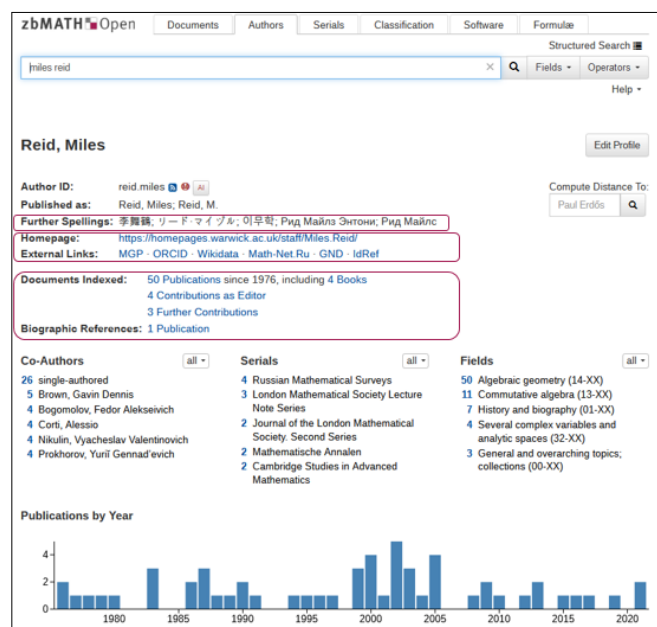 zbMATH Open
Documents Authors Serials Classification Software Formulæ
Structured Search
miles reid × Fields Operators
Help
Reid, Miles Edit Profile
Author ID: reid.miles AI Compute Distance To:
Published as: Reid, Miles; Reid, M. Paul Erdős
Further Spellings: 李舞鶴; リード・マイヅル; 이무학; Рид Майлз Энтони; Рид Майлс
Homepage: https://homepages.warwick.ac.uk/staff/Miles.Reid/
External Links: MGP · ORCID · Wikidata · Math-Net.Ru · GND · IdRef
Documents Indexed: 50 Publications since 1976, including 4 Books
4 Contributions as Editor
3 Further Contributions
Biographic References: 1 Publication
Co-Authors all
26 single-authored
5 Brown, Gavin Dennis
4 Bogomolov, Fedor Alekseivich
4 Corti, Alessio
4 Nikulin, Vyacheslav Valentinovich
4 Prokhorov, Yuriĭ Gennad'evich
Serials all
4 Russian Mathematical Surveys
3 London Mathematical Society Lecture
Note Series
2 Journal of the London Mathematical
Society. Second Series
2 Mathematische Annalen
2 Cambridge Studies in Advanced
Mathematics
Fields all
50 Algebraic geometry (14-XX)
11 Commutative algebra (13-XX)
7 History and biography (01-XX)
4 Several complex variables and
analytic spaces (32-XX)
3 General and overarching topics;
collections (00-XX)
Publications by Year
4
2
0
1980 1985 1990 1995 2000 2005 2010 2015 2020